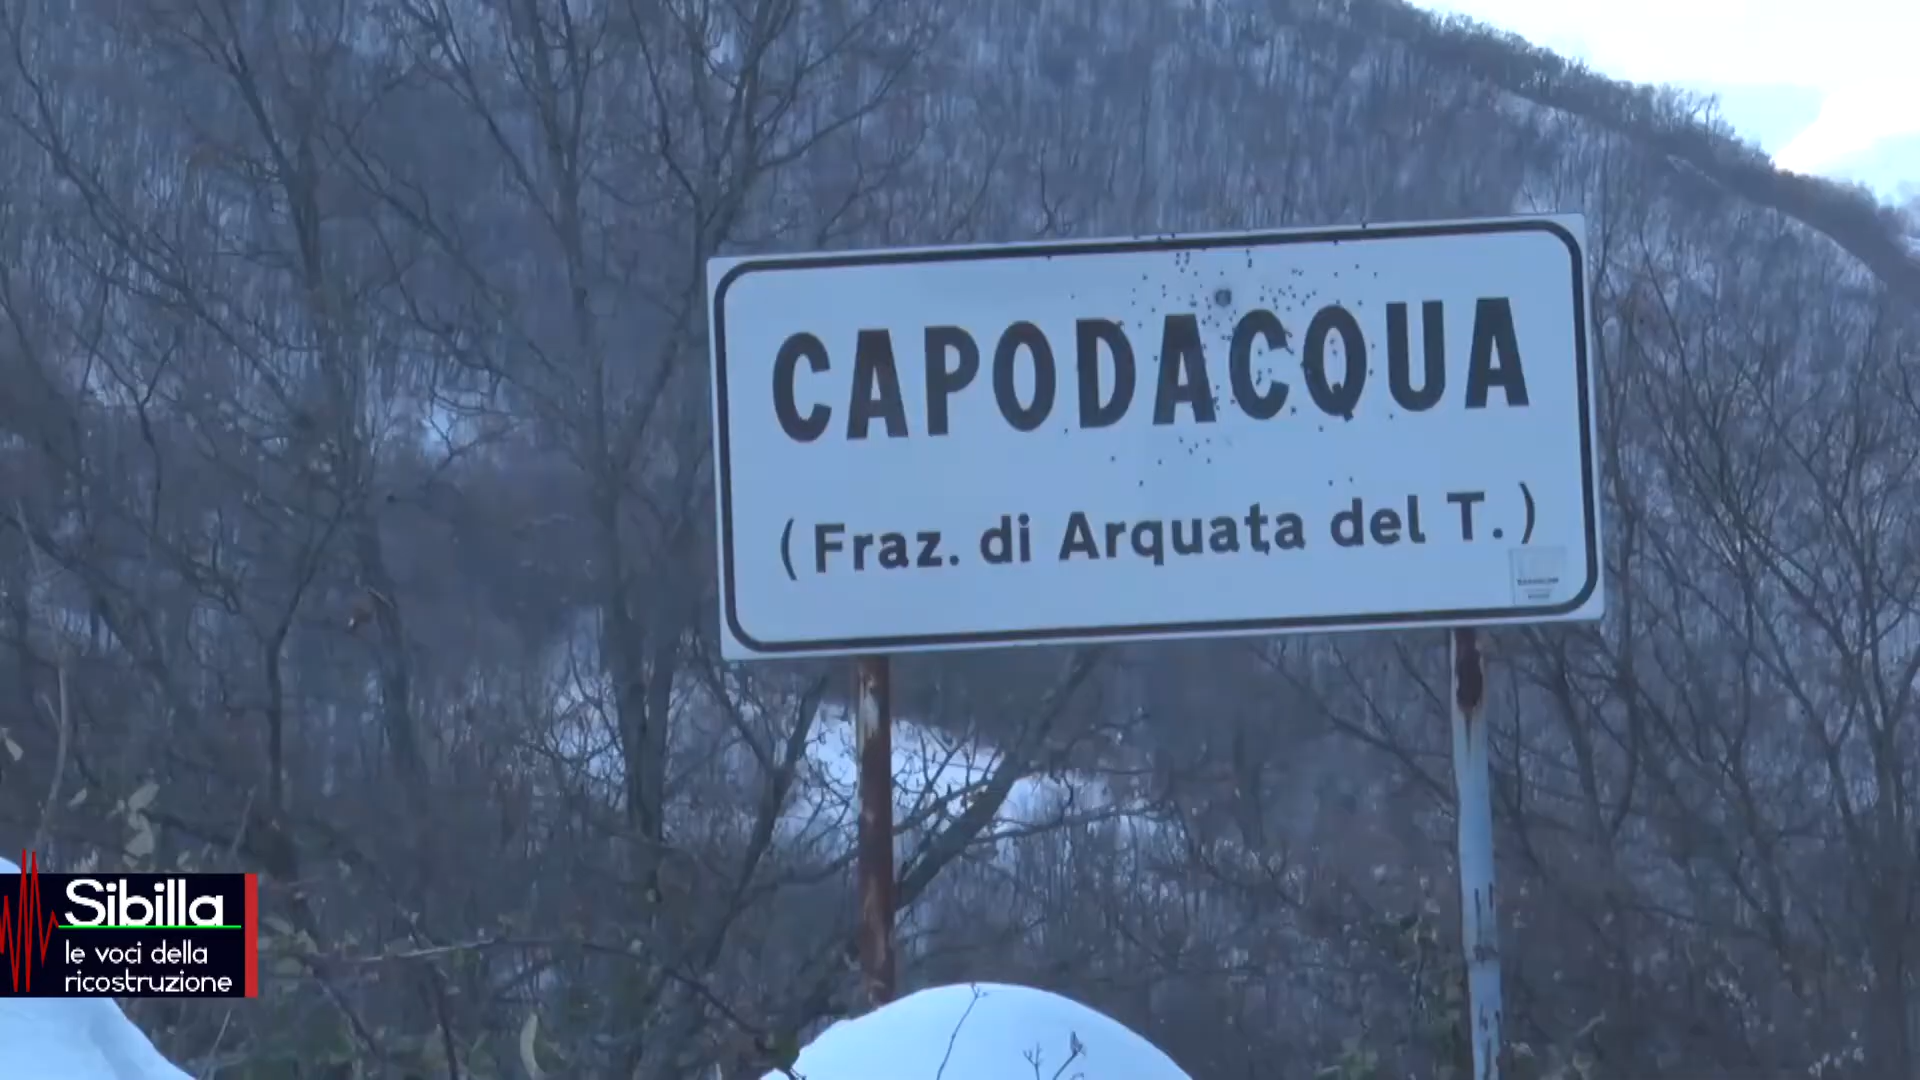 CAPODACQUA
(Fraz. di Arquata del T.)
Sibilla
le voci della
ricostruzione